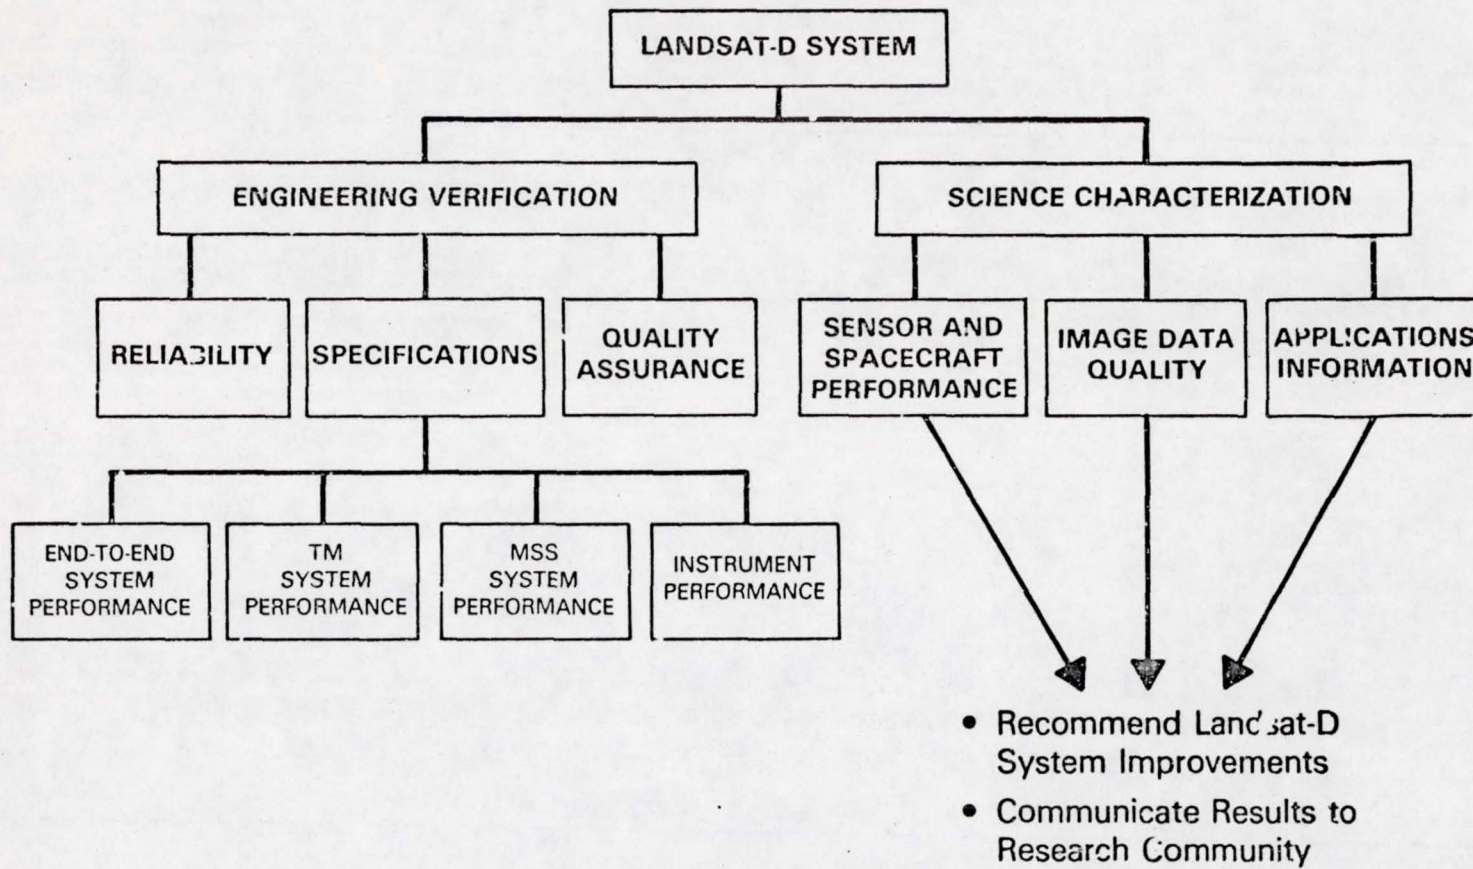 LANDSAT-D SYSTEM
ENGINEERING VERIFICATION
SCIENCE CHARACTERIZATION
RELIABILITY
SPECIFICATIONS
QUALITY
ASSURANCE
SENSOR AND
SPACECRAFT
PERFORMANCE
IMAGE DATA
QUALITY
APPLICATIONS
INFORMATION
END-TO-END
SYSTEM
PERFORMANCE
TM
SYSTEM
PERFORMANCE
MSS
SYSTEM
PERFORMANCE
INSTRUMENT
PERFORMANCE
• Recommend Landsat-D
System Improvements
• Communicate Results to
Research Community